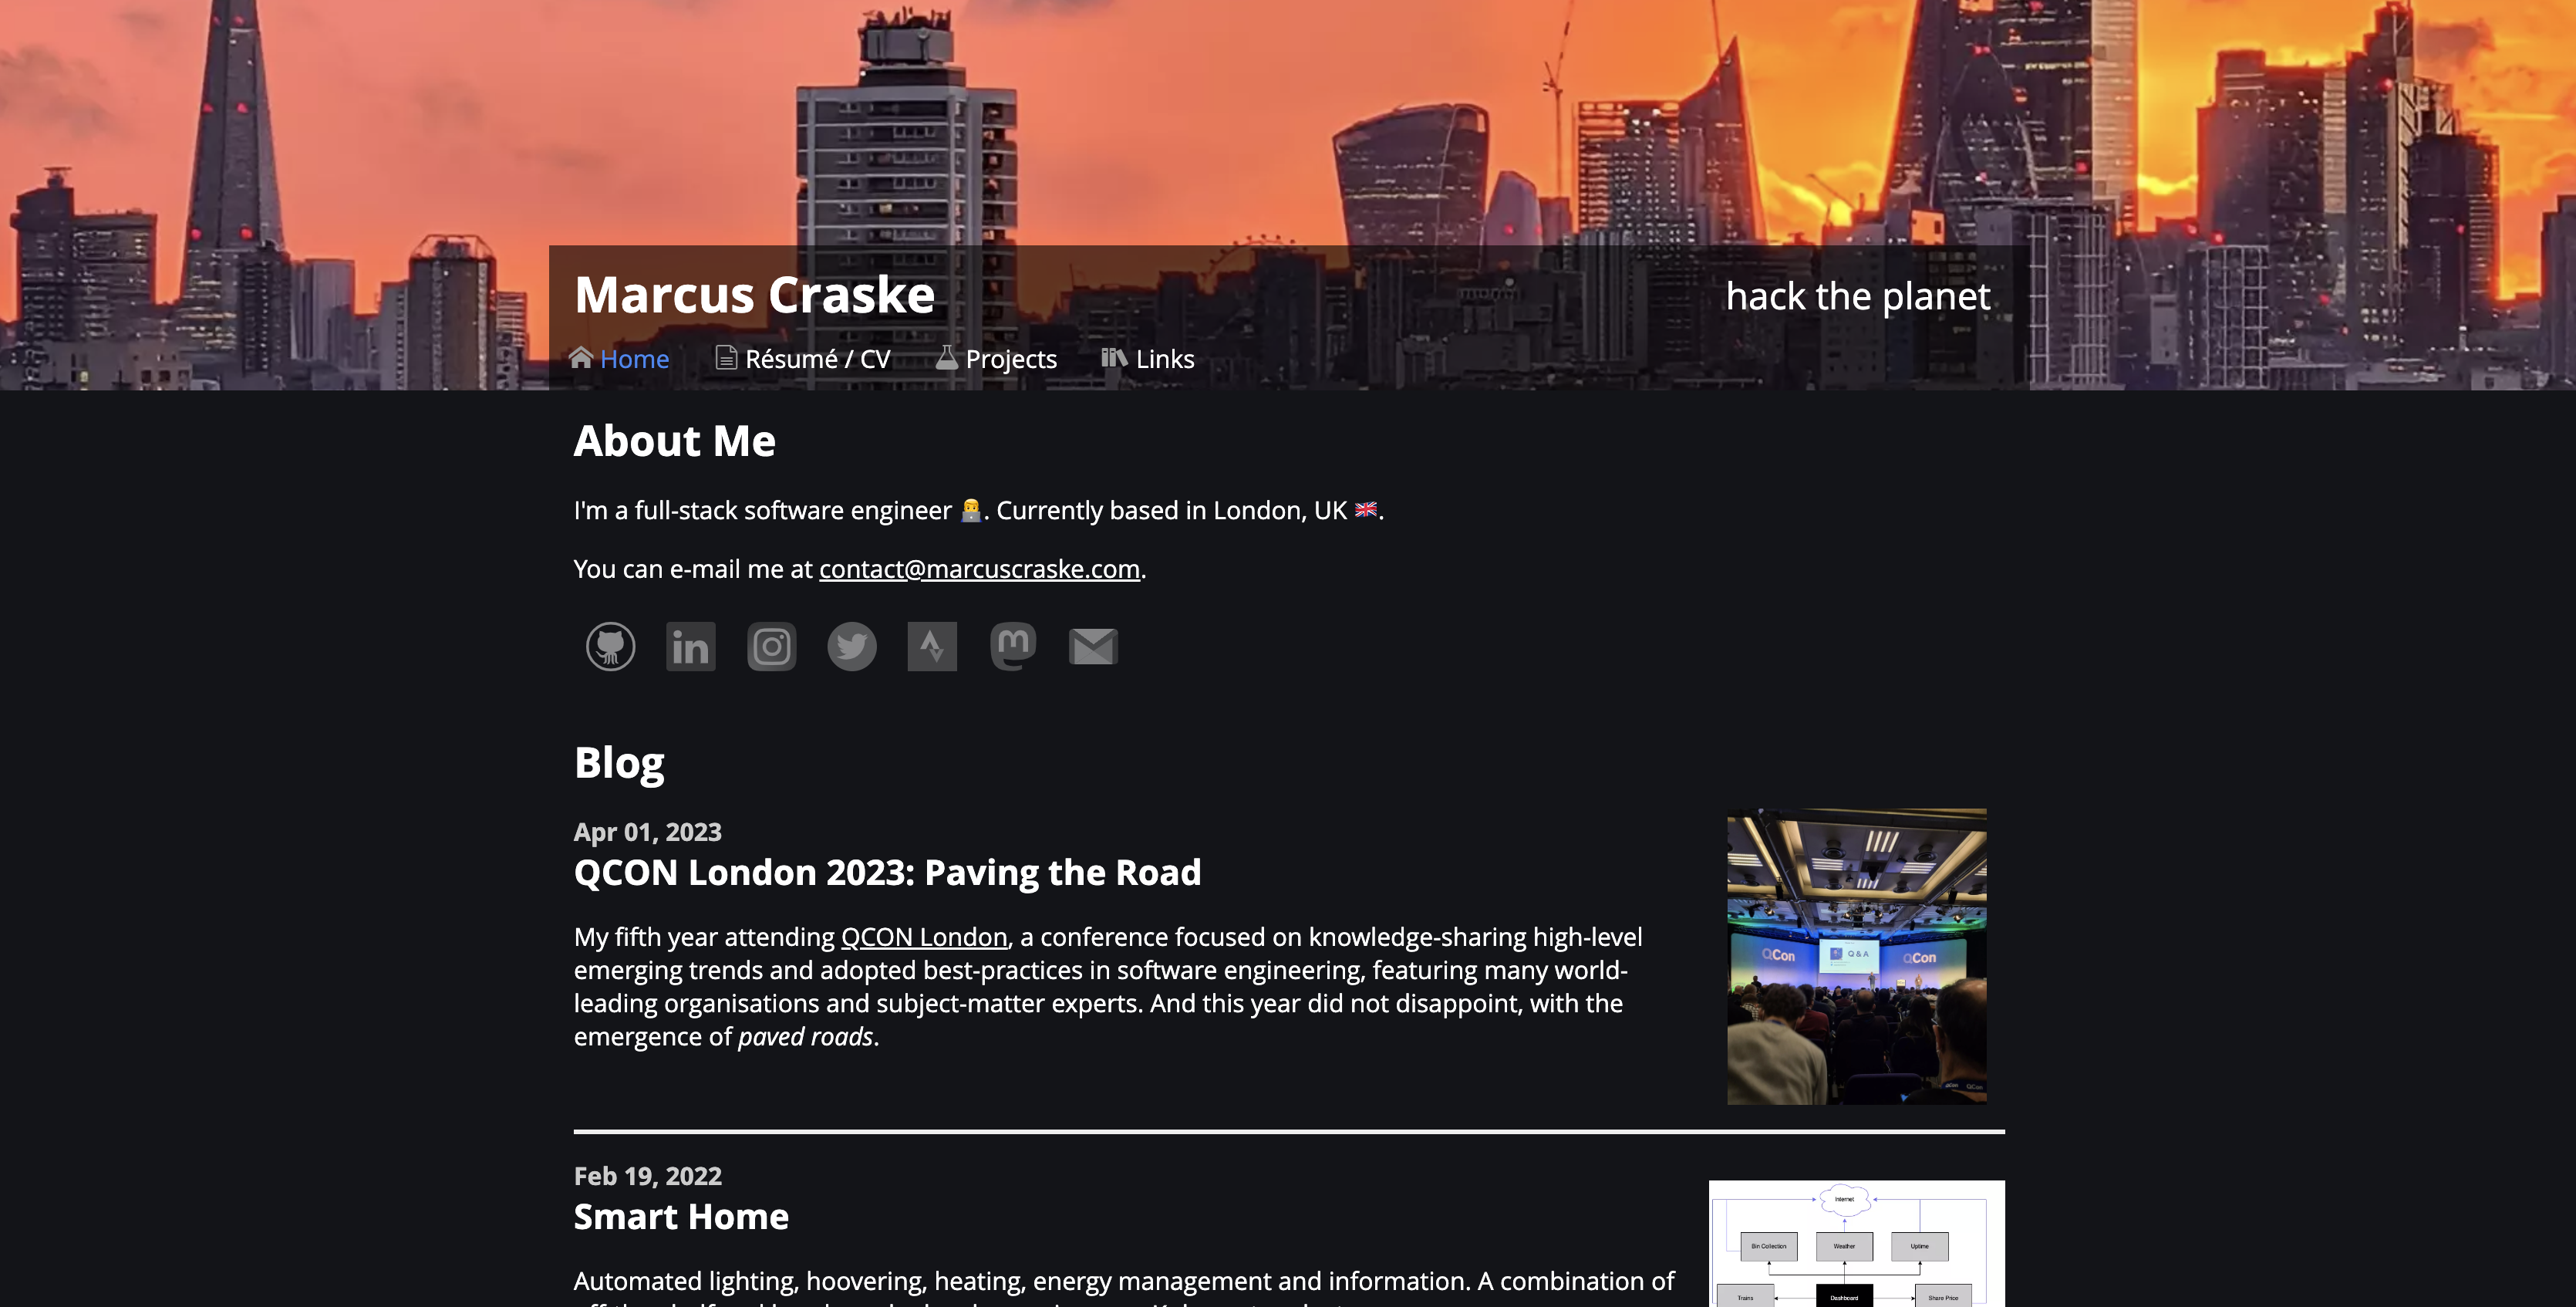 Marcus Craske
hack the planet
Home
Résumé / CV
Projects
Links
About Me
I'm a full-stack software engineer 👨‍💻. Currently based in London, UK 🇬🇧.
You can e-mail me at contact@marcuscraske.com.
Blog
Apr 01, 2023
QCON London 2023: Paving the Road
My fifth year attending QCON London, a conference focused on knowledge-sharing high-level
emerging trends and adopted best-practices in software engineering, featuring many world-
leading organisations and subject-matter experts. And this year did not disappoint, with the
emergence of paved roads.
QCon
Q & A
QCon
Feb 19, 2022
Smart Home
Automated lighting, hoovering, heating, energy management and information. A combination of
Internet
Bin Collection
Weather
Uptime
Trains
Dashboard
Share Price